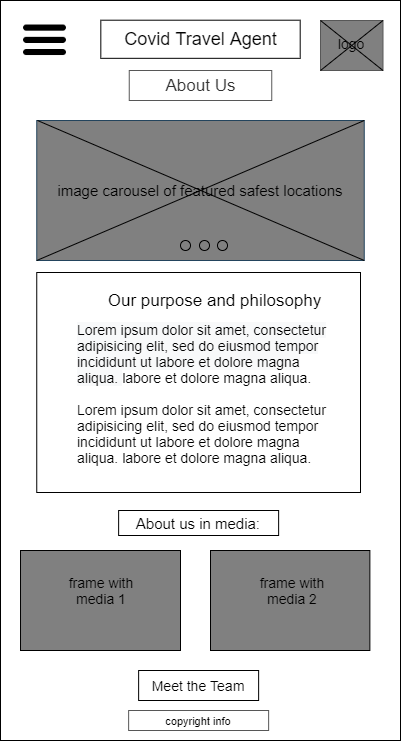 Covid Travel Agent
logo
About Us
image carousel of featured safest locations
Our purpose and philosophy
Lorem ipsum dolor sit amet, consectetur
adipisicing elit, sed do eiusmod tempor
incididunt ut labore et dolore magna
aliqua. labore et dolore magna aliqua.
Lorem ipsum dolor sit amet, consectetur
adipisicing elit, sed do eiusmod tempor
incididunt ut labore et dolore magna
aliqua. labore et dolore magna aliqua.
About us in media:
frame with
media 1
frame with
media 2
Meet the Team
copyright info